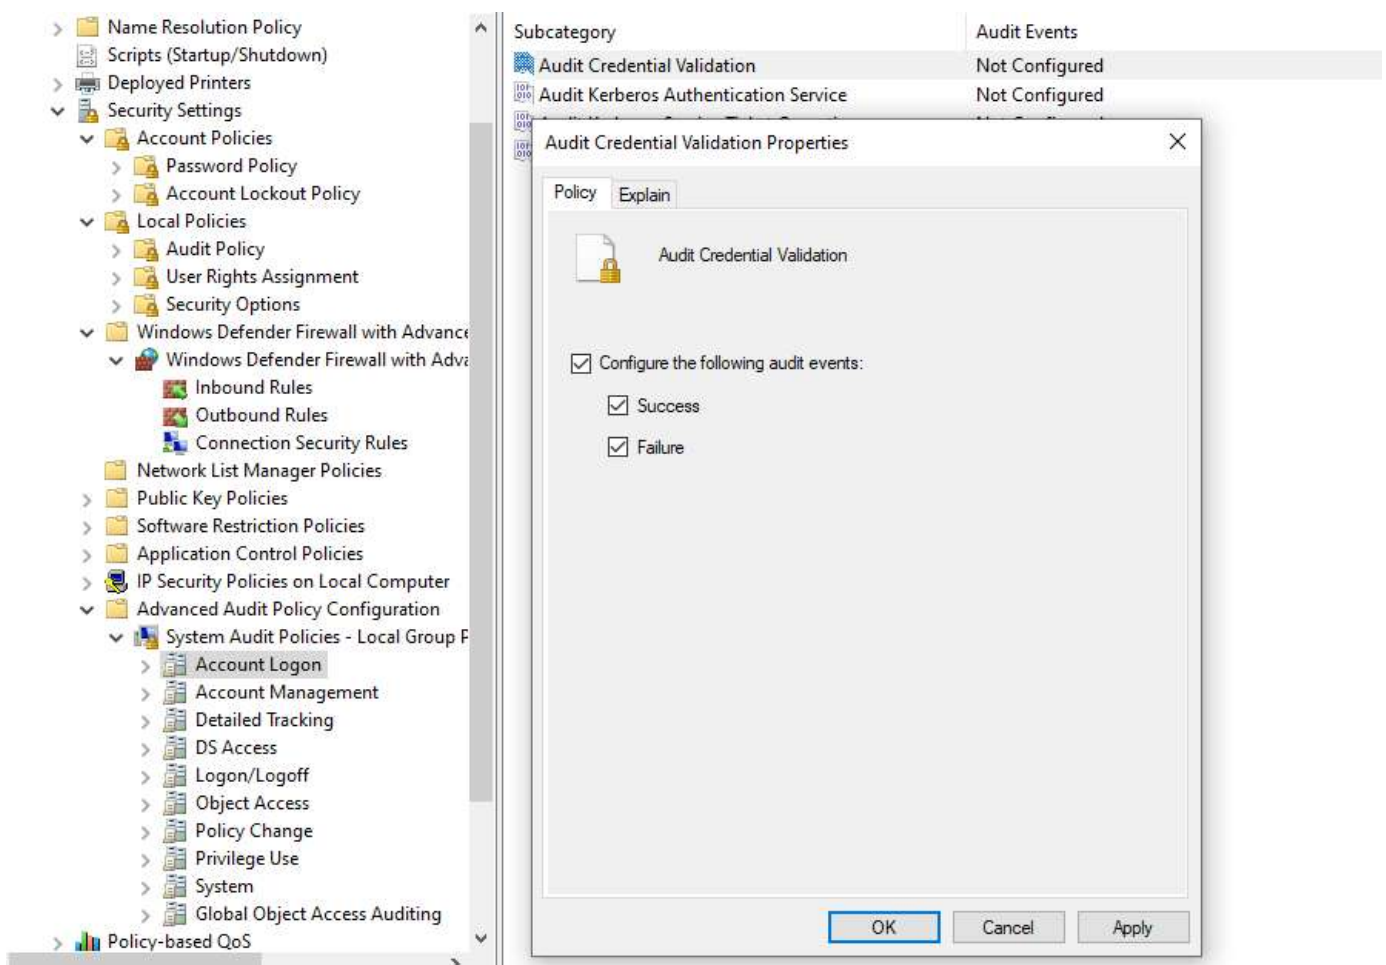 Name Resolution Policy
Scripts (Startup/Shutdown)
Deployed Printers
Security Settings
Account Policies
Password Policy
Account Lockout Policy
Local Policies
Audit Policy
User Rights Assignment
Security Options
Windows Defender Firewall with Advance
Windows Defender Firewall with Adva
Inbound Rules
Outbound Rules
Connection Security Rules
Network List Manager Policies
Public Key Policies
Software Restriction Policies
Application Control Policies
IP Security Policies on Local Computer
Advanced Audit Policy Configuration
System Audit Policies - Local Group P
Account Logon
Account Management
Detailed Tracking
DS Access
Logon/Logoff
Object Access
Policy Change
Privilege Use
System
Global Object Access Auditing
Policy-based QoS
Subcategory Audit Events
Audit Credential Validation Not Configured
Audit Kerberos Authentication Service Not Configured
Audit Credential Validation Properties
Policy Explain
Audit Credential Validation
Configure the following audit events:
Success
Failure
OK Cancel Apply